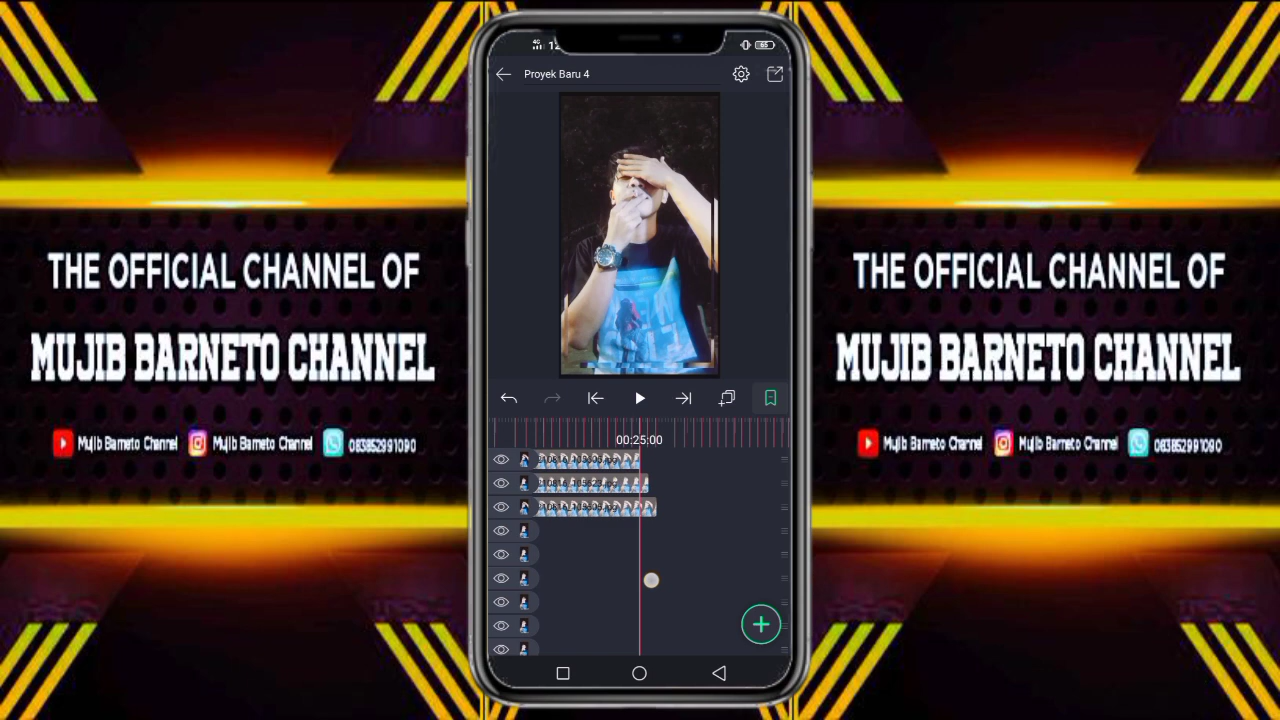 Proyek Baru 4
65
00:25:00
THE OFFICIAL CHANNEL OF
MUJIB BARNETO CHANNEL
Mujib Barneto Channel
Mujib Barneto Channel
083852991090
THE OFFICIAL CHANNEL OF
MUJIB BARNETO CHANNEL
Mujib Barneto Channel
Mujib Barneto Channel
083852991090